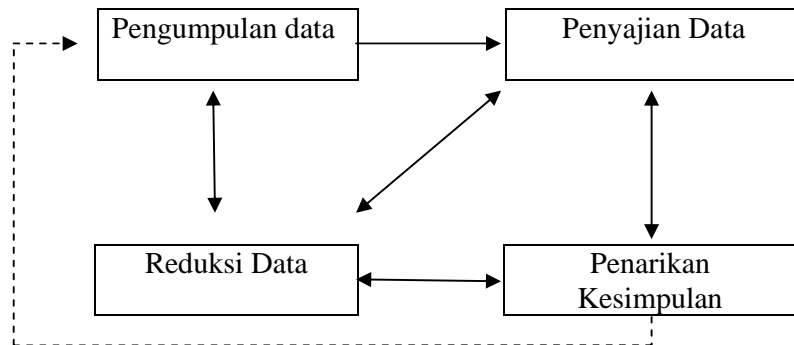 Pengumpulan data
Penyajian Data
Reduksi Data
Penarikan
Kesimpulan